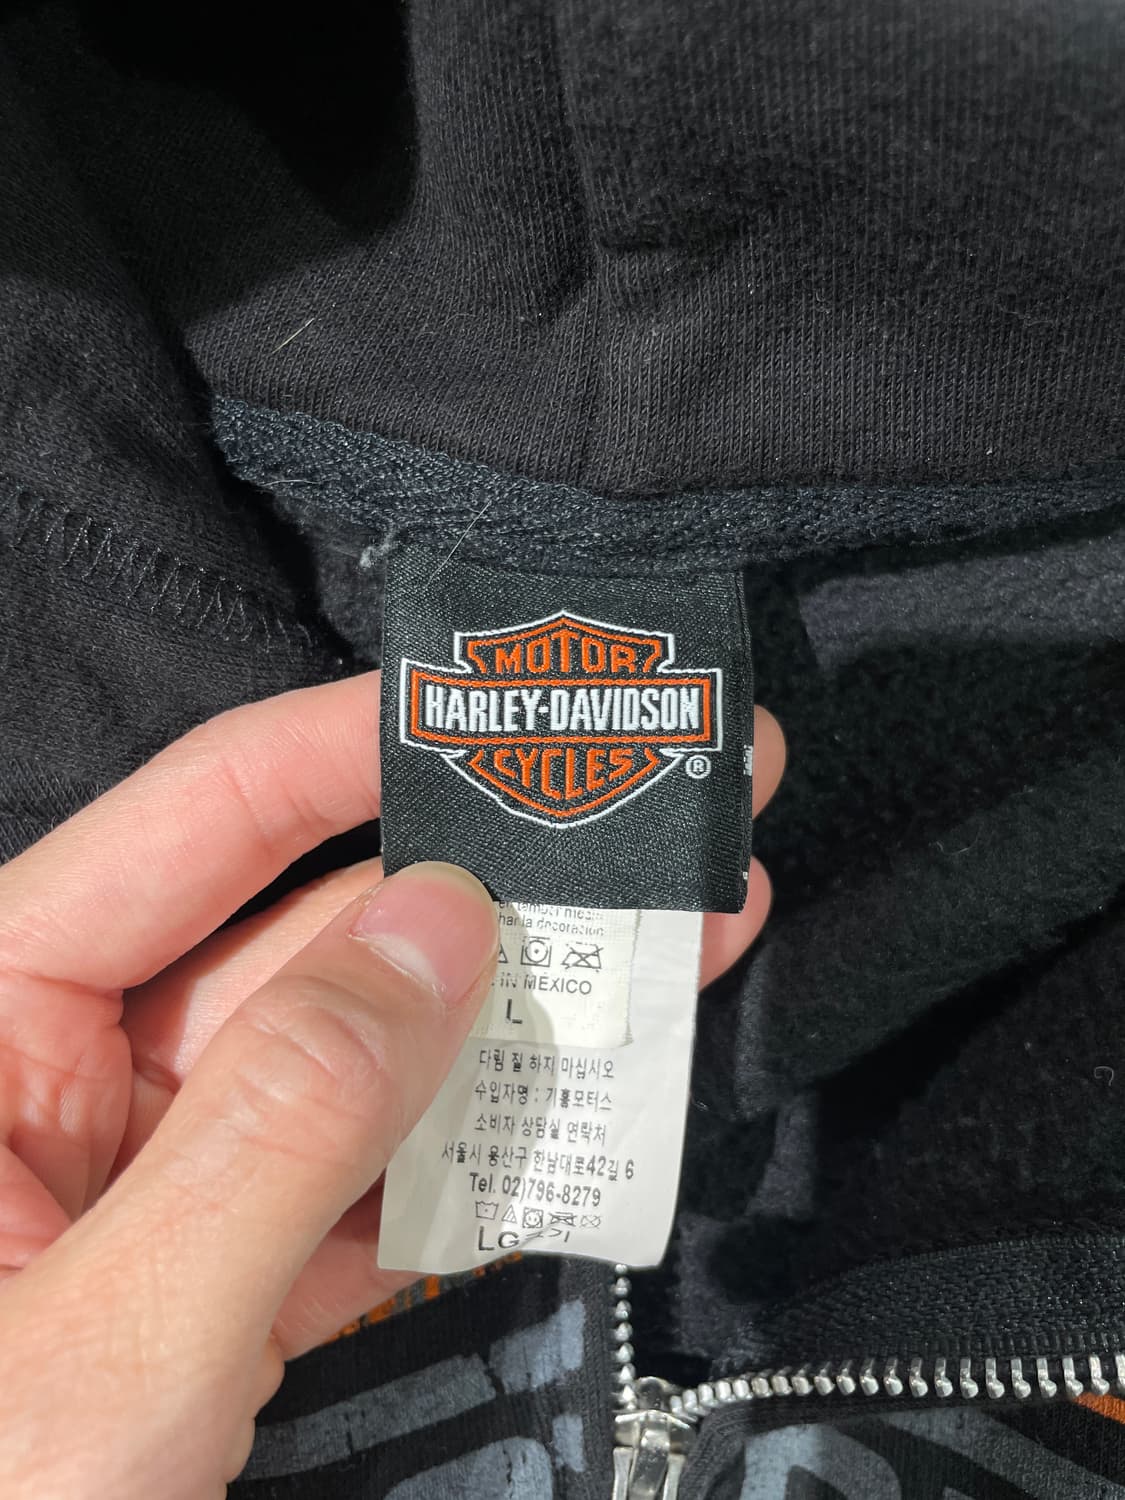 MOTOR
HARLEY-DAVIDSON
CYCLES
®
IN MEXICO
L
다림 질 하지 마십시오
수입자명 : 기흥모터스
소비자 상담실 연락처
서울시 용산구 한남대로42길 6
Tel. 02)796-8279
LG